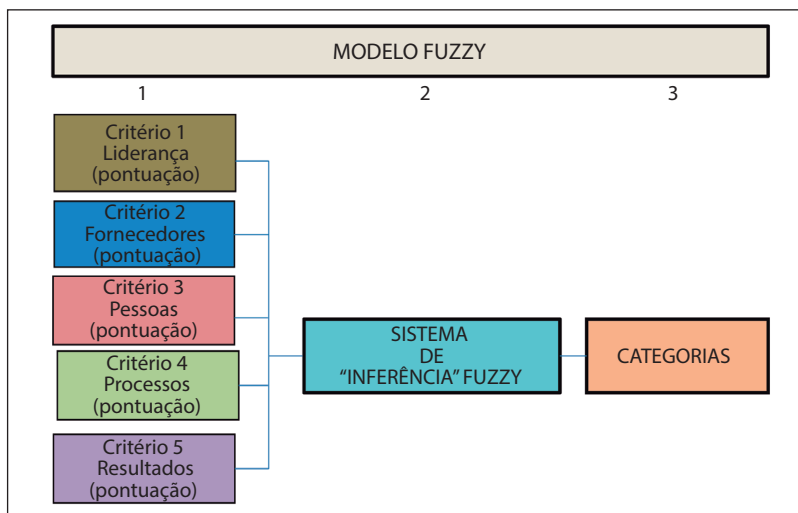 MODELO FUZZY
1
2
3
Critério 1
Liderança
(pontuação)
Critério 2
Fornecedores
(pontuação)
Critério 3
Pessoas
(pontuação)
Critério 4
Processos
(pontuação)
Critério 5
Resultados
(pontuação)
SISTEMA
DE
“INFERÊNCIA” FUZZY
CATEGORIAS